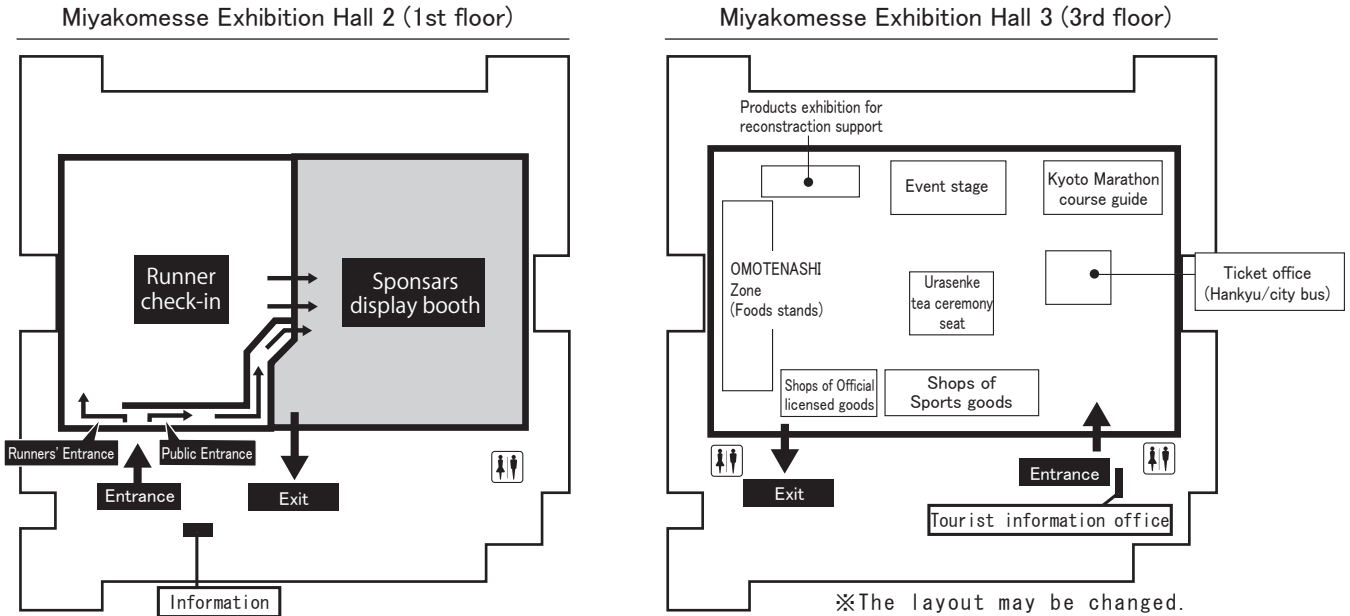 Miyakomesse Exhibition Hall 2 (1st floor)
Runner
check-in
Sponsars
display booth
Runners' Entrance
Public Entrance
Entrance
Exit
Information
Miyakomesse Exhibition Hall 3 (3rd floor)
Products exhibition for
reconstraction support
Event stage
Kyoto Marathon
course guide
OMOTENASHI
Zone
(Foods stands)
Urasenke
tea ceremony
seat
Ticket office
(Hankyu/city bus)
Shops of Official
licensed goods
Shops of
Sports goods
Exit
Entrance
Tourist information office
※The layout may be changed.